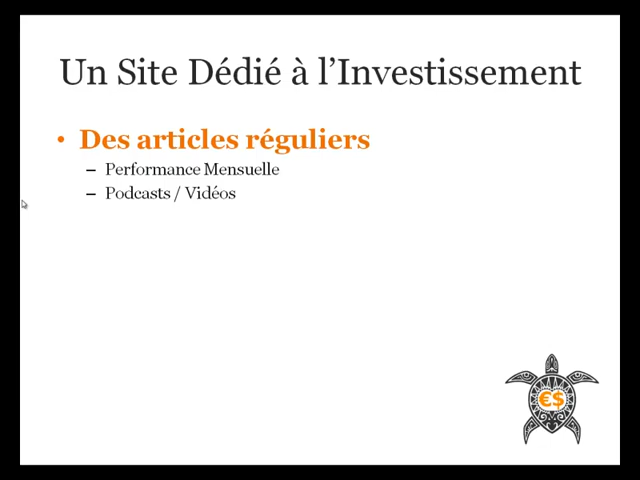 Un Site Dédié à l’Investissement
• Des articles réguliers
– Performance Mensuelle
– Podcasts / Vidéos
€$